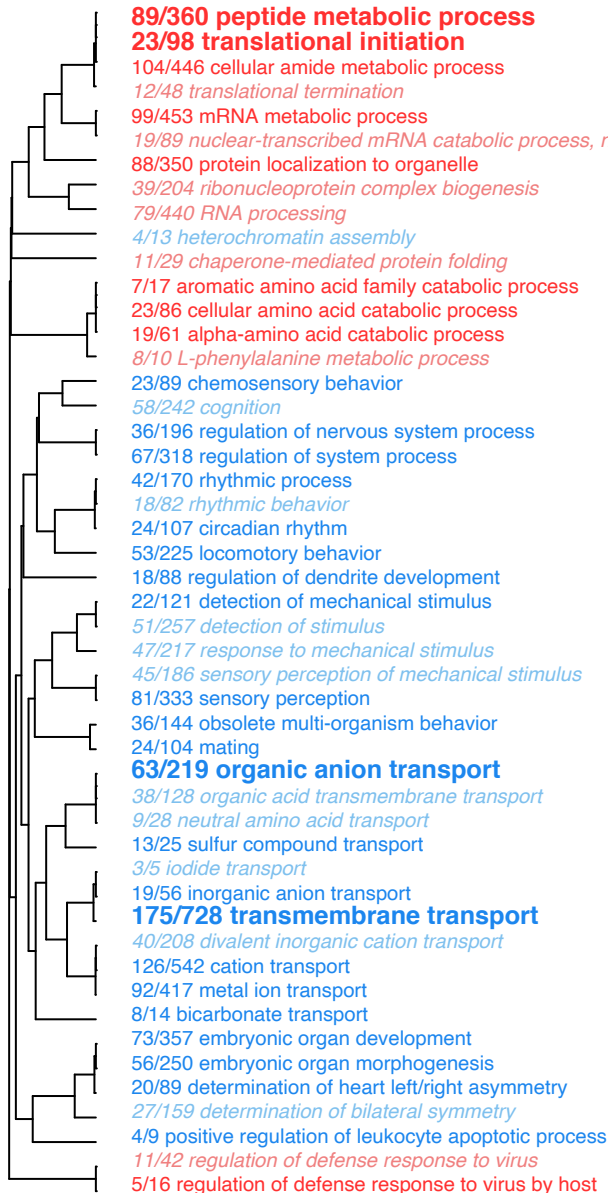 89/360 peptide metabolic process
23/98 translational initiation
104/446 cellular amide metabolic process
12/48 translational termination
99/453 mRNA metabolic process
19/89 nuclear-transcribed mRNA catabolic process,
88/350 protein localization to organelle
39/204 ribonucleoprotein complex biogenesis
79/440 RNA processing
4/13 heterochromatin assembly
11/29 chaperone-mediated protein folding
7/17 aromatic amino acid family catabolic process
23/86 cellular amino acid catabolic process
19/61 alpha-amino acid catabolic process
8/10 L-phenylalanine metabolic process
23/89 chemosensory behavior
58/242 cognition
36/196 regulation of nervous system process
67/318 regulation of system process
42/170 rhythmic process
18/82 rhythmic behavior
24/107 circadian rhythm
53/225 locomotory behavior
18/88 regulation of dendrite development
22/121 detection of mechanical stimulus
51/257 detection of stimulus
47/217 response to mechanical stimulus
45/186 sensory perception of mechanical stimulus
81/333 sensory perception
36/144 obsolete multi-organism behavior
24/104 mating
63/219 organic anion transport
38/128 organic acid transmembrane transport
9/28 neutral amino acid transport
13/25 sulfur compound transport
3/5 iodide transport
19/56 inorganic anion transport
175/728 transmembrane transport
40/208 divalent inorganic cation transport
126/542 cation transport
92/417 metal ion transport
8/14 bicarbonate transport
73/357 embryonic organ development
56/250 embryonic organ morphogenesis
20/89 determination of heart left/right asymmetry
27/159 determination of bilateral symmetry
4/9 positive regulation of leukocyte apoptotic process
11/42 regulation of defense response to virus
5/16 regulation of defense response to virus by host